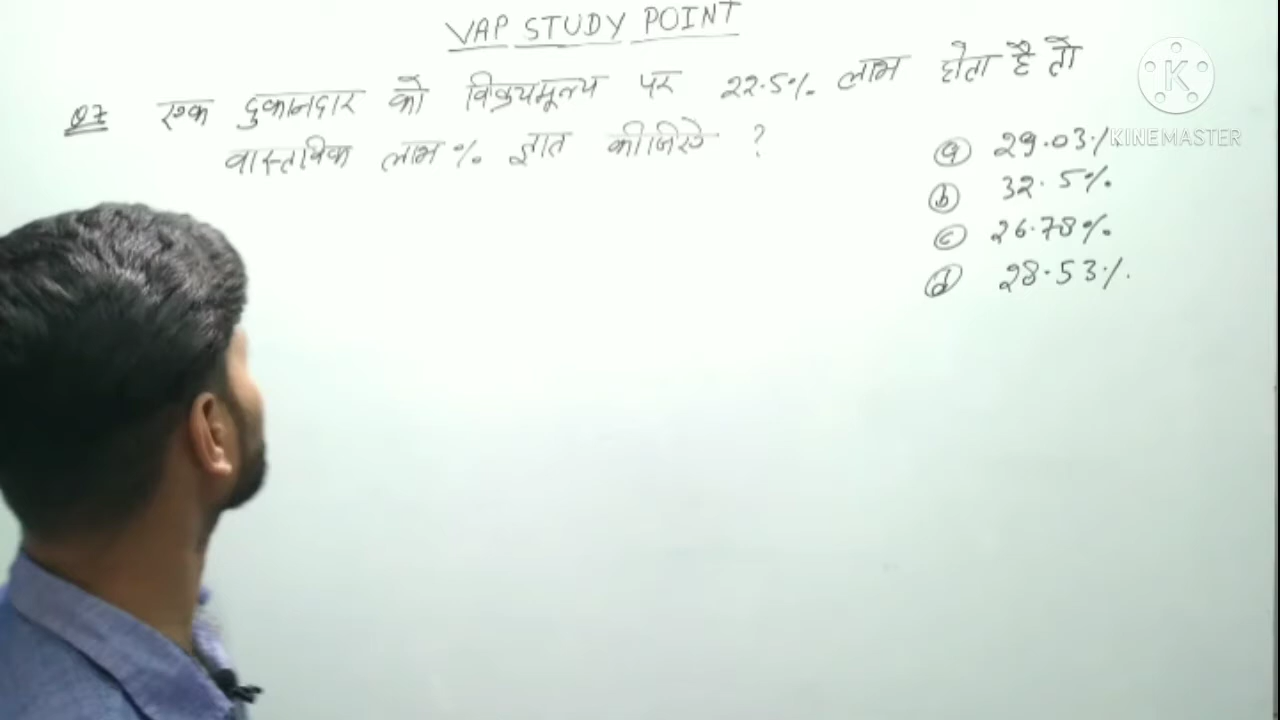 VAP STUDY POINT
Q7 एक दुकानदार को विक्रयमूल्य पर 22.5% लाभ होता है तो
वास्तविक लाभ % ज्ञात कीजिए ?
(a) 29.03%
(b) 32.5%
(c) 26.78%
(d) 28.53%
K
KINEMASTER